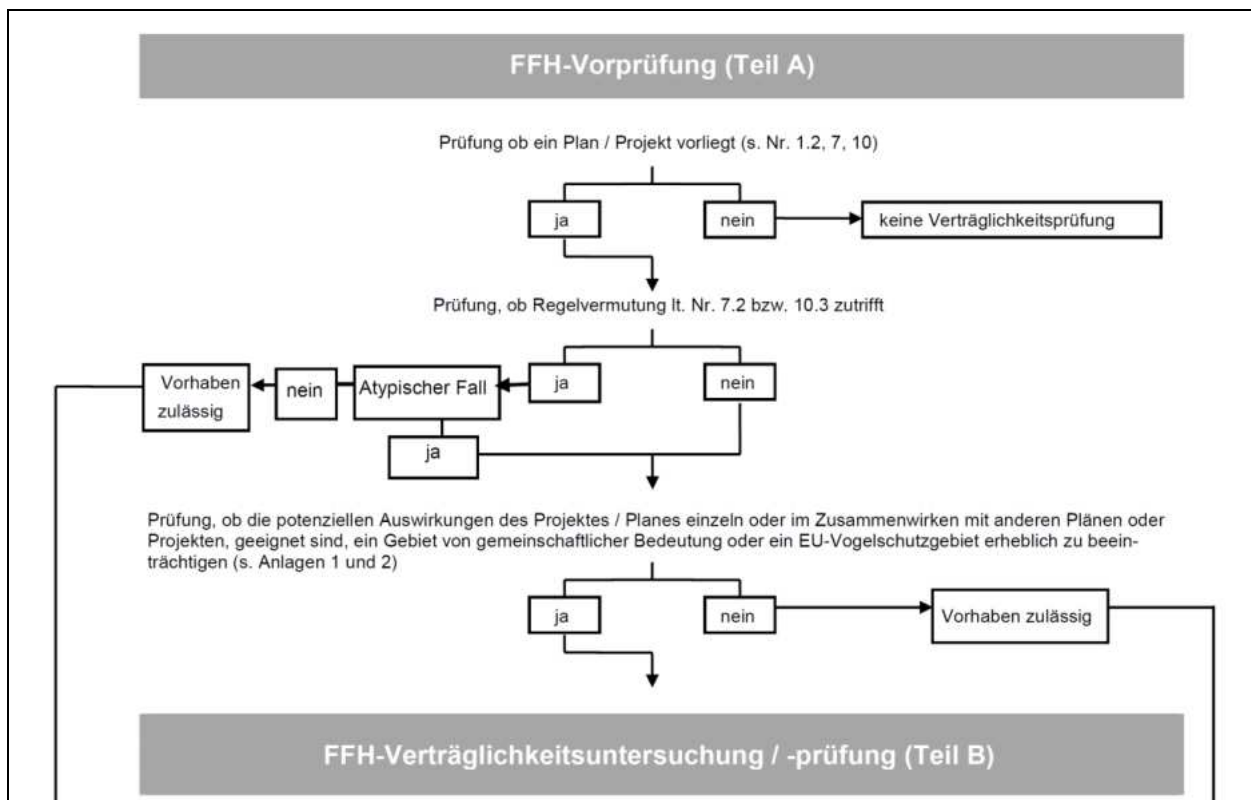 FFH-Vorprüfung (Teil A)
Prüfung ob ein Plan / Projekt vorliegt (s. Nr. 1.2, 7, 10)
ja
nein
keine Verträglichkeitsprüfung
Prüfung, ob Regelvermutung lt. Nr. 7.2 bzw. 10.3 zutrifft
Vorhaben
zulässig
nein
Atypischer Fall
ja
nein
ja
Prüfung, ob die potenziellen Auswirkungen des Projektes / Planes einzeln oder im Zusammenwirken mit anderen Plänen oder
Projekten, geeignet sind, ein Gebiet von gemeinschaftlicher Bedeutung oder ein EU-Vogelschutzgebiet erheblich zu beein-
trächtigen (s. Anlagen 1 und 2)
ja
nein
Vorhaben zulässig
FFH-Verträglichkeitsuntersuchung / -prüfung (Teil B)